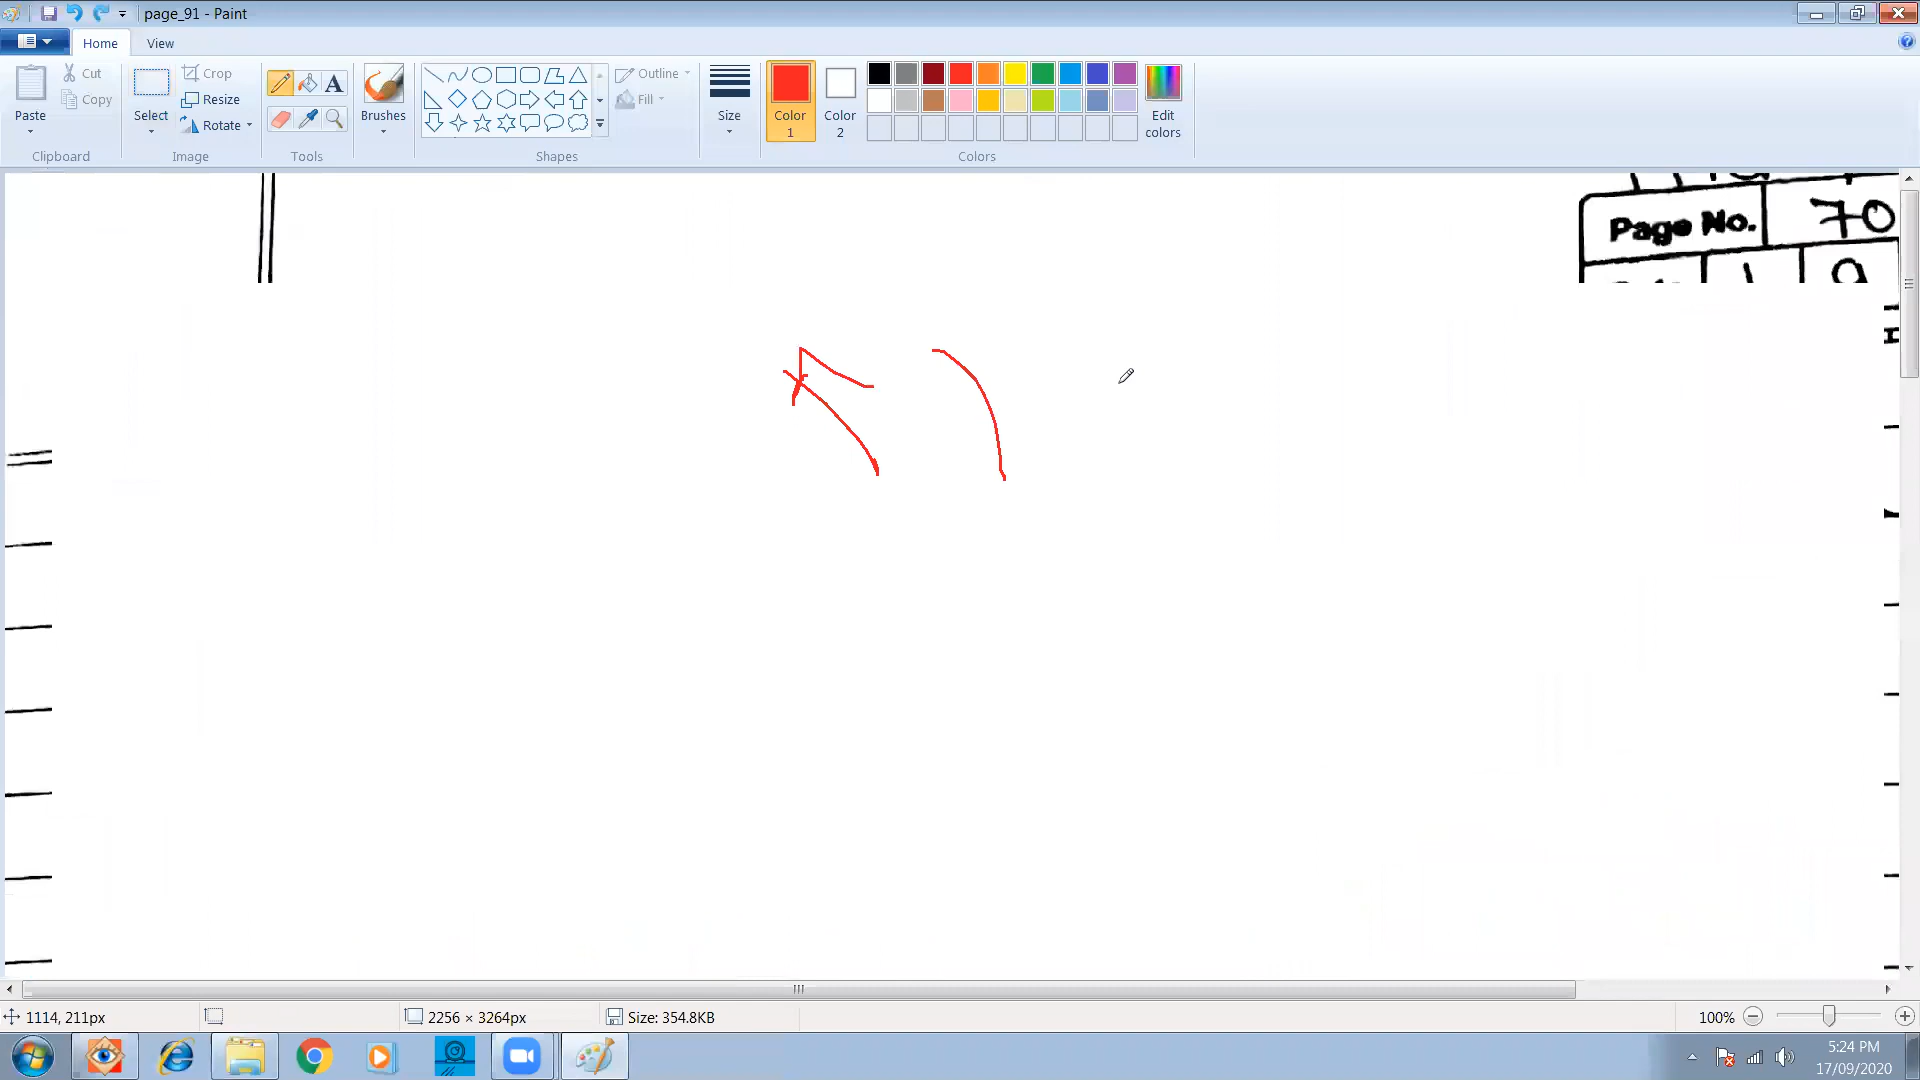 page_91 - Paint
Home View
Paste
Cut
Copy
Clipboard
Select
Crop
Resize
Rotate
Image
A
Tools
Brushes
Outline
Fill
Shapes
Size
Color
1
Color
2
Edit
colors
Colors
Page No. 70
1114, 211px
2256 × 3264px
Size: 354.8KB
100%
5:24 PM
17/09/2020